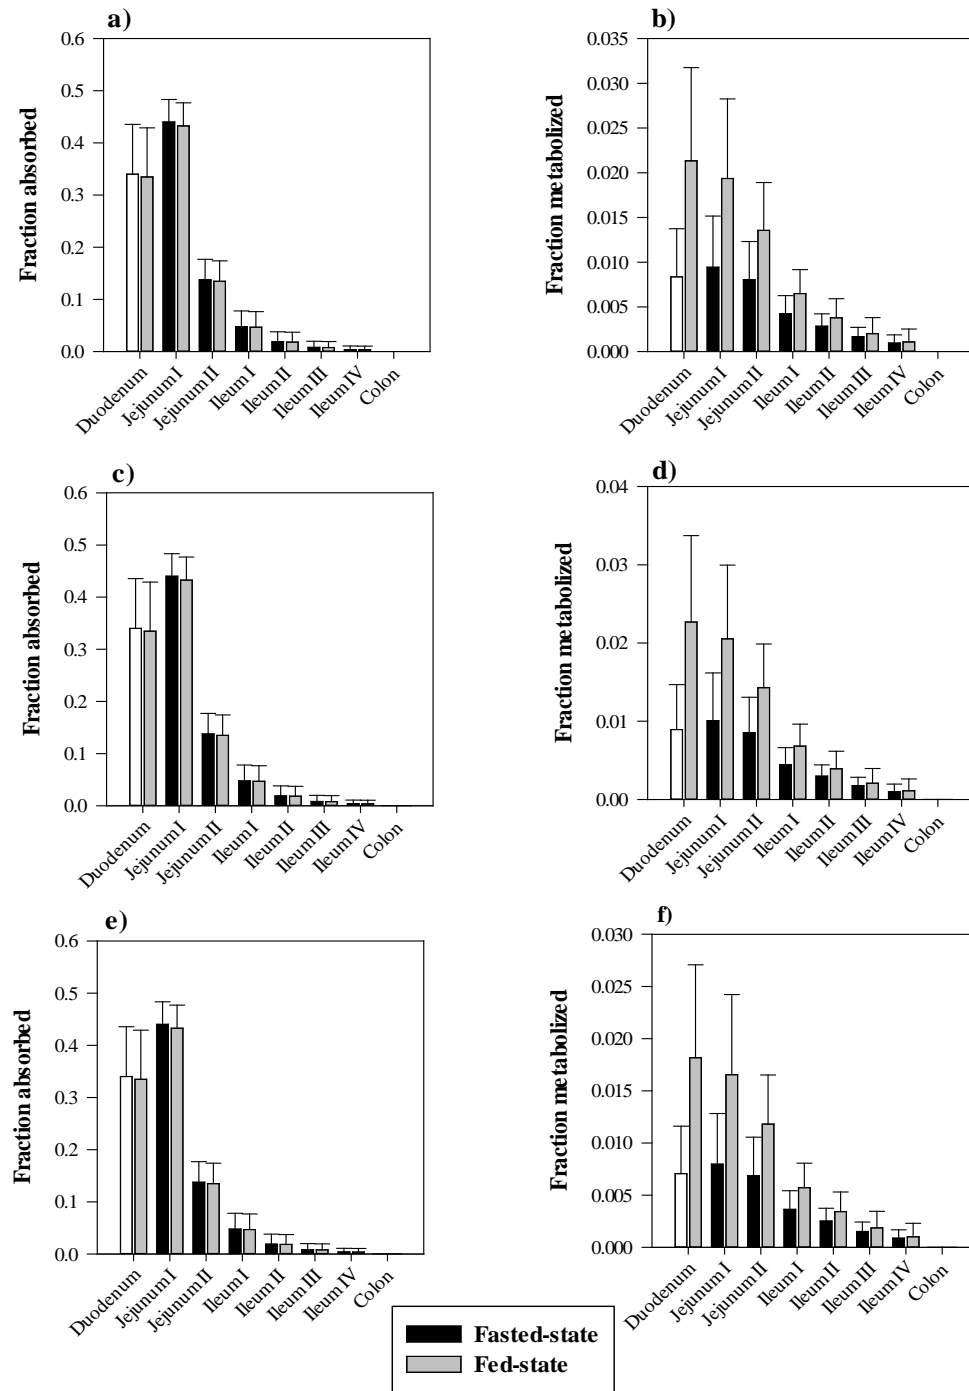 a)
Fraction absorbed
0.6
0.5
0.4
0.3
0.2
0.1
0.0
Duodenum
Jejunum I
Jejunum II
Ileum I
Ileum II
Ileum III
Ileum IV
Colon
b)
Fraction metabolized
0.035
0.030
0.025
0.020
0.015
0.010
0.005
0.000
Duodenum
Jejunum I
Jejunum II
Ileum I
Ileum II
Ileum III
Ileum IV
Colon
c)
Fraction absorbed
0.6
0.5
0.4
0.3
0.2
0.1
0.0
Duodenum
Jejunum I
Jejunum II
Ileum I
Ileum II
Ileum III
Ileum IV
Colon
d)
Fraction metabolized
0.04
0.03
0.02
0.01
0.00
Duodenum
Jejunum I
Jejunum II
Ileum I
Ileum II
Ileum III
Ileum IV
Colon
e)
Fraction absorbed
0.6
0.5
0.4
0.3
0.2
0.1
0.0
Duodenum
Jejunum I
Jejunum II
Ileum I
Ileum II
Ileum III
Ileum IV
Colon
f)
Fraction metabolized
0.030
0.025
0.020
0.015
0.010
0.005
0.000
Duodenum
Jejunum I
Jejunum II
Ileum I
Ileum II
Ileum III
Ileum IV
Colon
Fasted-state
Fed-state